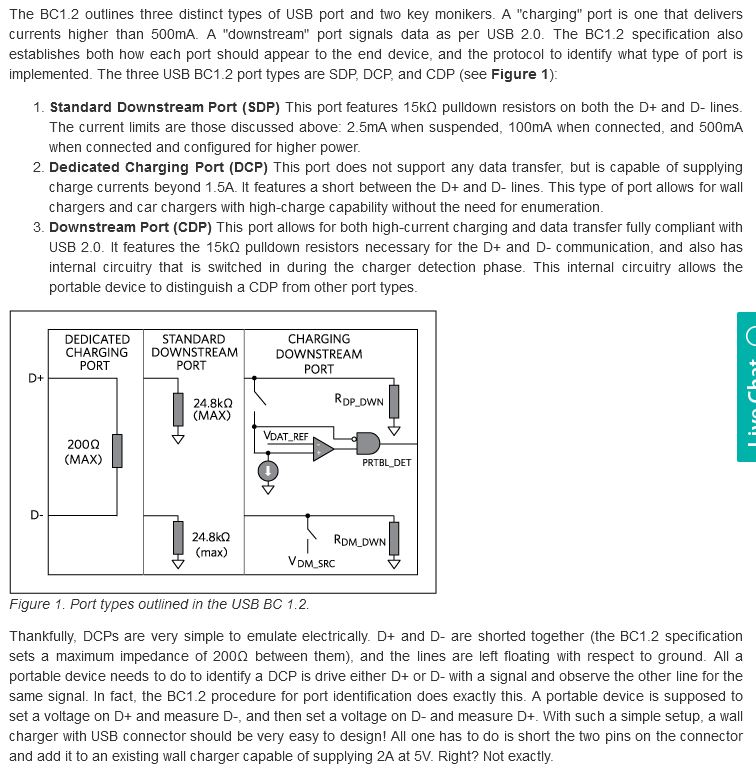 The BC1.2 outlines three distinct types of USB port and two key monikers. A "charging" port is one that delivers
currents higher than 500mA. A "downstream" port signals data as per USB 2.0. The BC1.2 specification also
establishes both how each port should appear to the end device, and the protocol to identify what type of port is
implemented. The three USB BC1.2 port types are SDP, DCP, and CDP (see Figure 1):
1. Standard Downstream Port (SDP) This port features 15kΩ pulldown resistors on both the D+ and D- lines.
The current limits are those discussed above: 2.5mA when suspended, 100mA when connected, and 500mA
when connected and configured for higher power.
2. Dedicated Charging Port (DCP) This port does not support any data transfer, but is capable of supplying
charge currents beyond 1.5A. It features a short between the D+ and D- lines. This type of port allows for wall
chargers and car chargers with high-charge capability without the need for enumeration.
3. Downstream Port (CDP) This port allows for both high-current charging and data transfer fully compliant with
USB 2.0. It features the 15kΩ pulldown resistors necessary for the D+ and D- communication, and also has
internal circuitry that is switched in during the charger detection phase. This internal circuitry allows the
portable device to distinguish a CDP from other port types.
DEDICATED
CHARGING
PORT
STANDARD
DOWNSTREAM
PORT
CHARGING
DOWNSTREAM
PORT
D+
24.8kΩ
(MAX)
RDP_DWN
200Ω
(MAX)
VDAT_REF
PRTBL_DET
D-
24.8kΩ
(max)
RDM_DWN
VDM_SRC
Live Chat
Figure 1. Port types outlined in the USB BC 1.2.
Thankfully, DCPs are very simple to emulate electrically. D+ and D- are shorted together (the BC1.2 specification
sets a maximum impedance of 200Ω between them), and the lines are left floating with respect to ground. All a
portable device needs to do to identify a DCP is drive either D+ or D- with a signal and observe the other line for the
same signal. In fact, the BC1.2 procedure for port identification does exactly this. A portable device is supposed to
set a voltage on D+ and measure D-, and then set a voltage on D- and measure D+. With such a simple setup, a wall
charger with USB connector should be very easy to design! All one has to do is short the two pins on the connector
and add it to an existing wall charger capable of supplying 2A at 5V. Right? Not exactly.